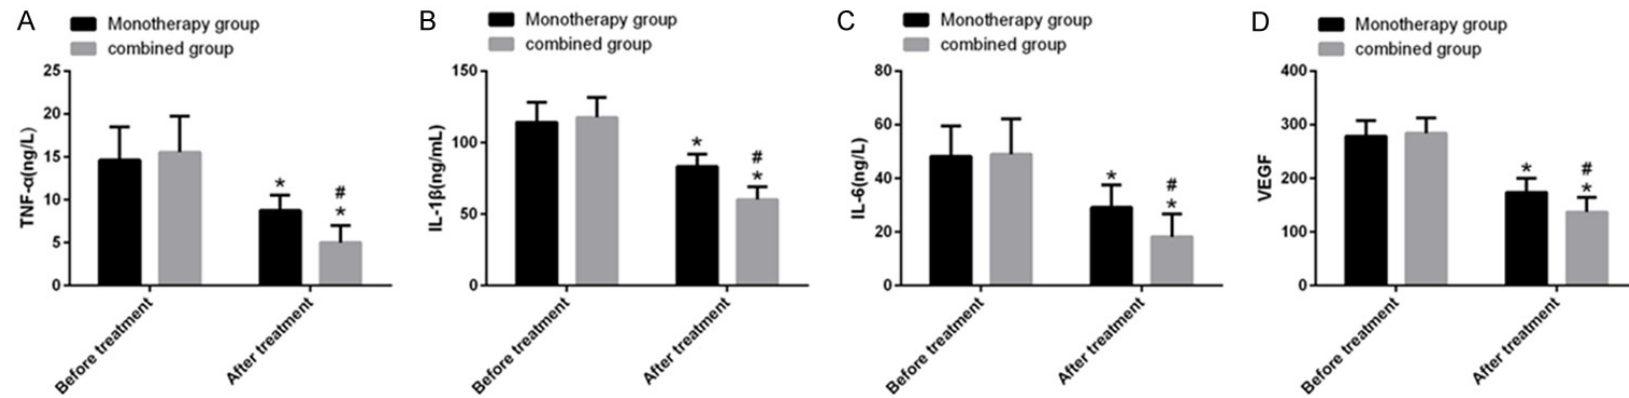 A
Monotherapy group
combined group
TNF-α(ng/L)
25
20
15
10
5
0
*
#
*
Before treatment
After treatment
B
Monotherapy group
combined group
IL-1β(ng/mL)
150
100
50
0
*
#
*
Before treatment
After treatment
C
Monotherapy group
combined group
IL-6(ng/L)
80
60
40
20
0
*
#
*
Before treatment
After treatment
D
Monotherapy group
combined group
VEGF
400
300
200
100
0
*
#
*
Before treatment
After treatment